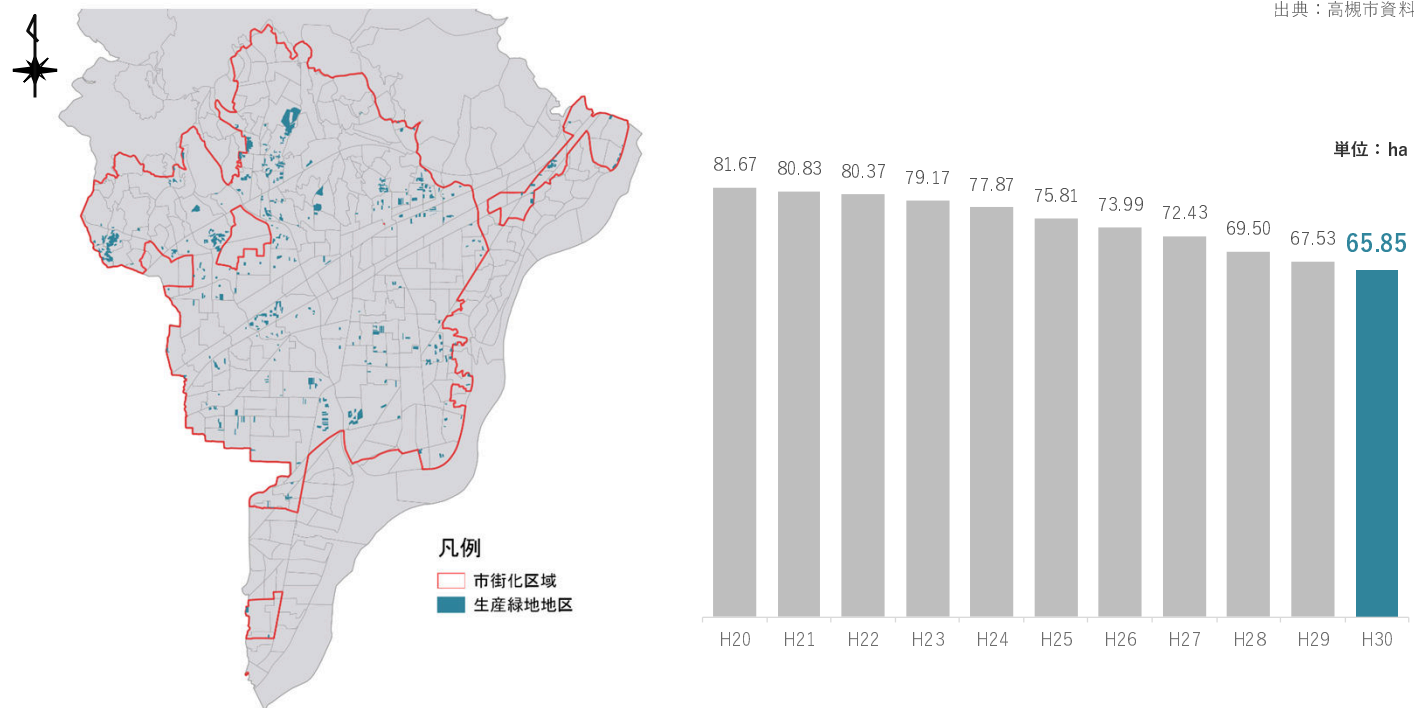 出典：高槻市資料
単位：ha
81.67
80.83
80.37
79.17
77.87
75.81
73.99
72.43
69.50
67.53
65.85
H20
H21
H22
H23
H24
H25
H26
H27
H28
H29
H30
凡例
市街化区域
生産緑地地区